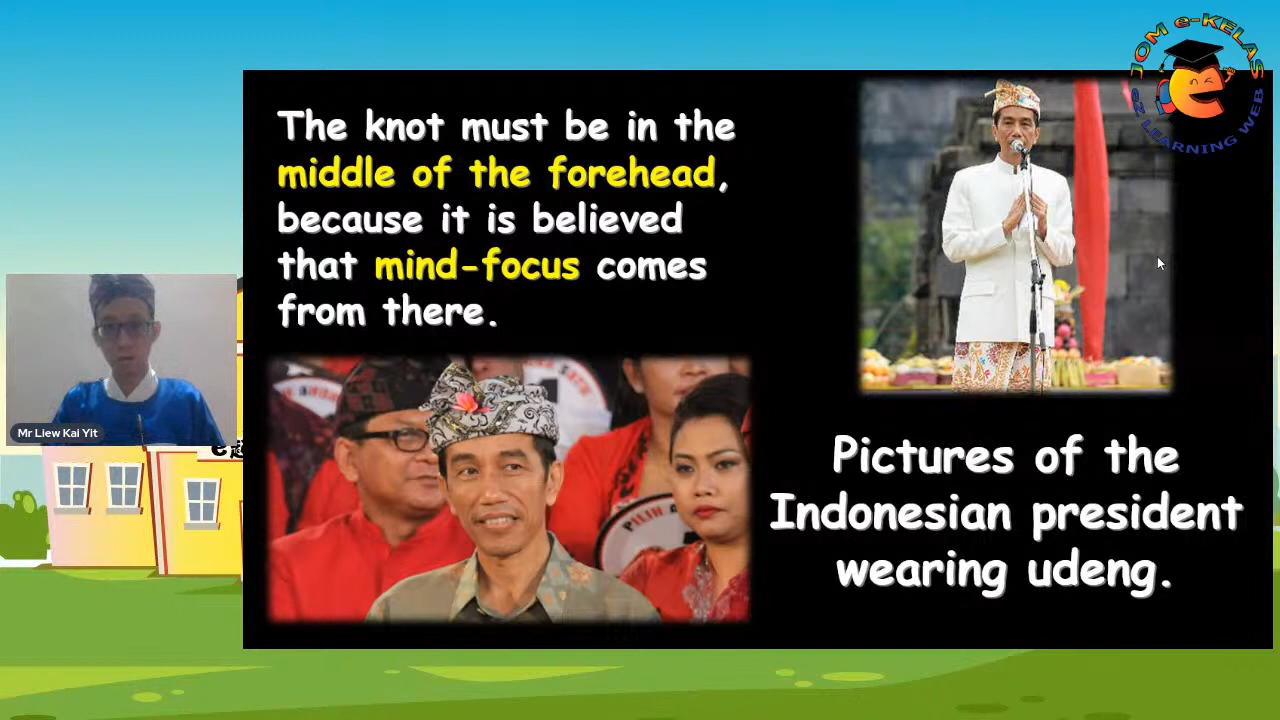 JOM e-KELAS
EZ LEARNING WEB
The knot must be in the
middle of the forehead,
because it is believed
that mind-focus comes
from there.
Mr Liew Kai Yit
Pictures of the
Indonesian president
wearing udeng.